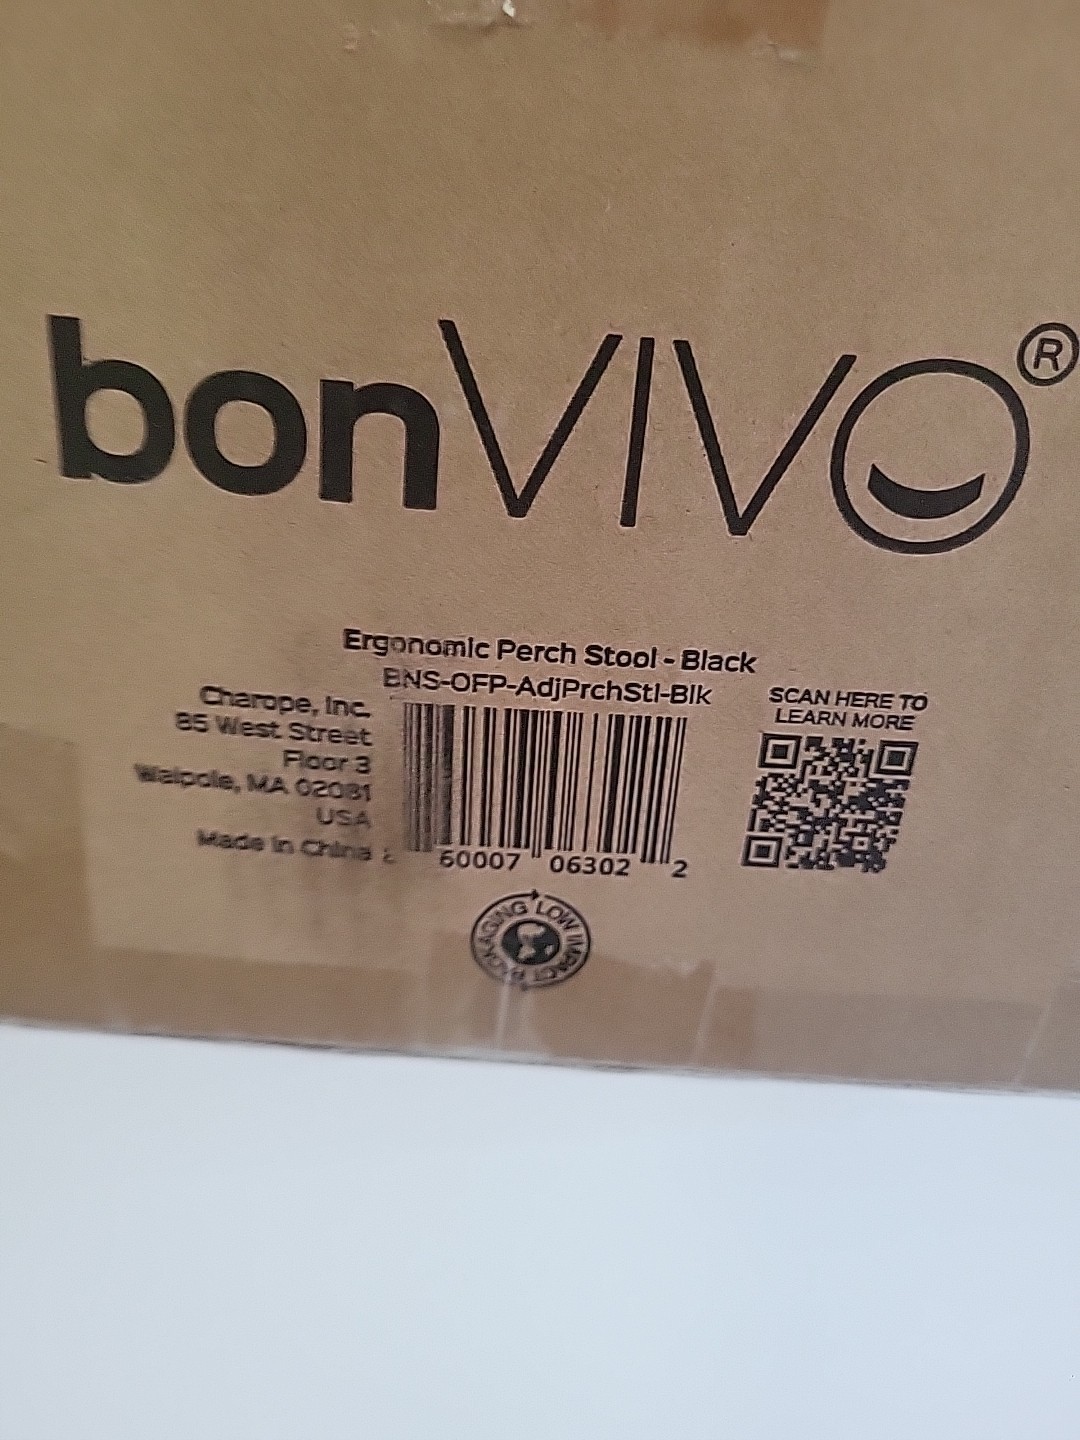 bonVIVO®
Ergonomic Perch Stool - Black
BNS-OFP-AdjPrchStl-Blk
Charope, Inc.
85 West Street
Floor 3
Walpole, MA 02081
USA
Made in China
60007 06302 2
SCAN HERE TO
LEARN MORE
LOW IMPACT PACKAGING